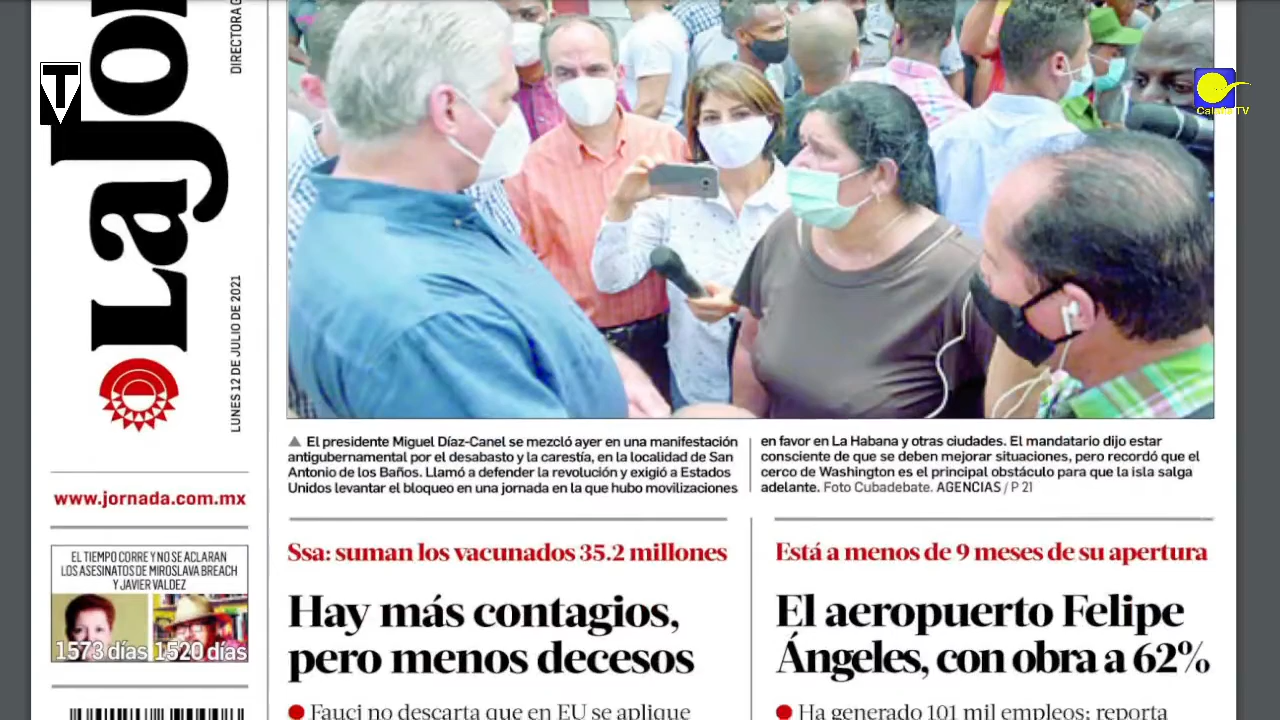 T
Caleña TV
La Jo
DIRECTORA G
LUNES 12 DE JULIO DE 2021
www.jornada.com.mx
EL TIEMPO CORRE Y NO SE ACLARAN
LOS ASESINATOS DE MIROSLAVA BREACH
Y JAVIER VALDEZ
1573 días 1520 días
El presidente Miguel Díaz-Canel se mezcló ayer en una manifestación
antigubernamental por el desabasto y la carestía, en la localidad de San
Antonio de los Baños. Llamó a defender la revolución y exigió a Estados
Unidos levantar el bloqueo en una jornada en la que hubo movilizaciones
en favor en La Habana y otras ciudades. El mandatario dijo estar
consciente de que se deben mejorar situaciones, pero recordó que el
cerco de Washington es el principal obstáculo para que la isla salga
adelante. Foto Cubadebate. AGENCIAS / P 21
Ssa: suman los vacunados 35.2 millones
Hay más contagios,
pero menos decesos
Fauci no descarta que en EU se aplique
Está a menos de 9 meses de su apertura
El aeropuerto Felipe
Ángeles, con obra a 62%
Ha generado 101 mil empleos: reporta